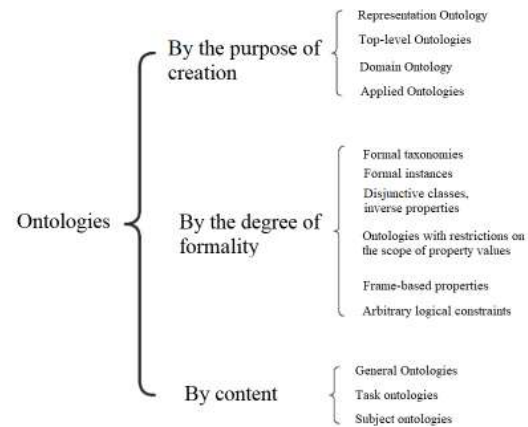 Ontologies
By the purpose of
creation
Representation Ontology
Top-level Ontologies
Domain Ontology
Applied Ontologies
By the degree of
formality
Formal taxonomies
Formal instances
Disjunctive classes,
inverse properties
Ontologies with restrictions on
the scope of property values
Frame-based properties
Arbitrary logical constraints
By content
General Ontologies
Task ontologies
Subject ontologies